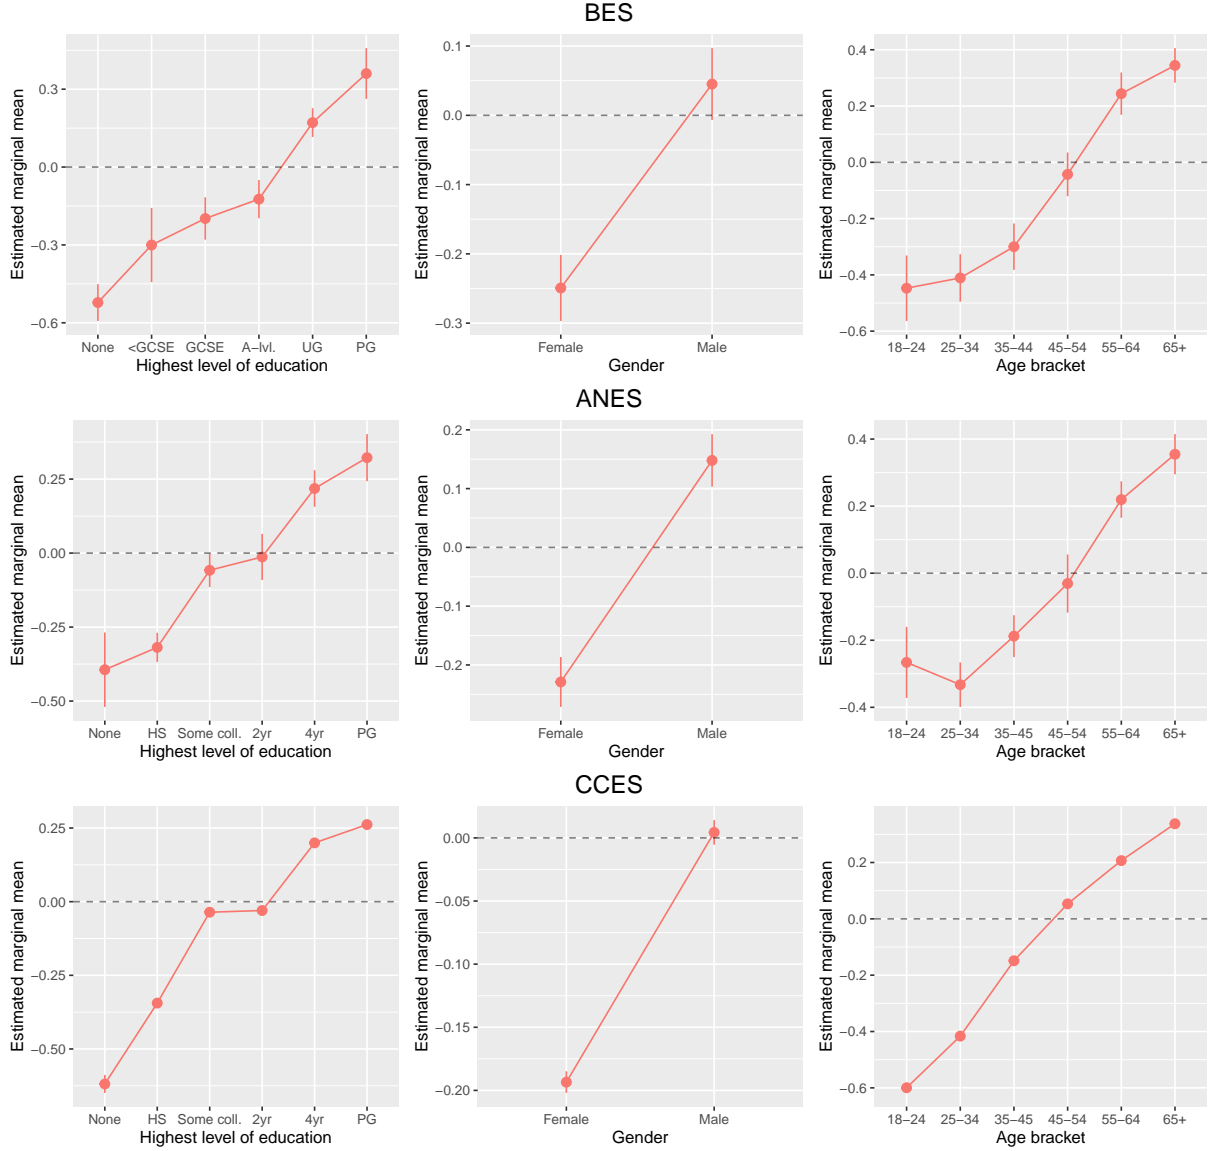 BES
Estimated marginal mean
0.3
0.0
−0.3
−0.6
None <GCSE GCSE A−lvl. UG PG
Highest level of education
Estimated marginal mean
0.1
0.0
−0.1
−0.2
−0.3
Female Male
Gender
Estimated marginal mean
0.4
0.2
0.0
−0.2
−0.4
−0.6
18−24 25−34 35−44 45−54 55−64 65+
Age bracket
ANES
Estimated marginal mean
0.25
0.00
−0.25
−0.50
None HS Some coll. 2yr 4yr PG
Highest level of education
Estimated marginal mean
0.2
0.1
0.0
−0.1
−0.2
Female Male
Gender
Estimated marginal mean
0.4
0.2
0.0
−0.2
−0.4
18−24 25−34 35−45 45−54 55−64 65+
Age bracket
CCES
Estimated marginal mean
0.25
0.00
−0.25
−0.50
None HS Some coll. 2yr 4yr PG
Highest level of education
Estimated marginal mean
0.00
−0.05
−0.10
−0.15
−0.20
Female Male
Gender
Estimated marginal mean
0.2
0.0
−0.2
−0.4
−0.6
18−24 25−34 35−45 45−54 55−64 65+
Age bracket